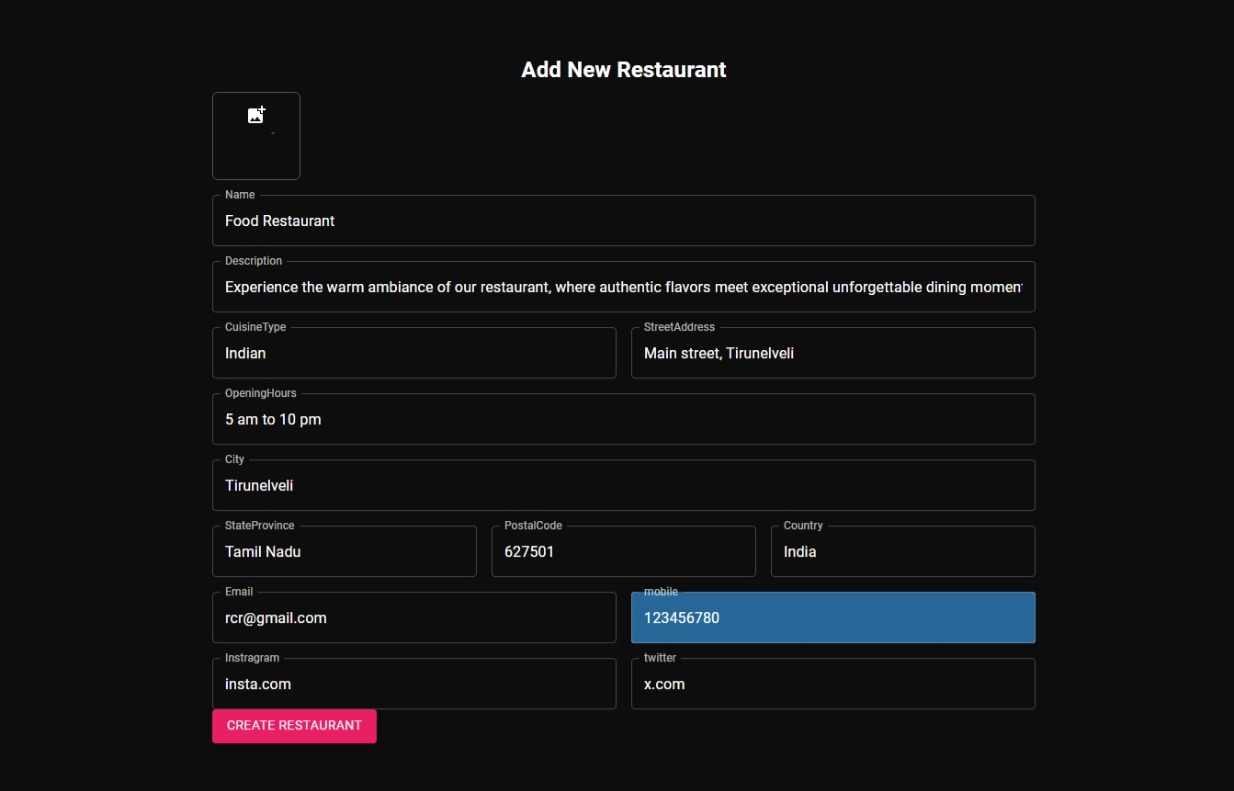 Add New Restaurant
Name
Food Restaurant
Description
Experience the warm ambiance of our restaurant, where authentic flavors meet exceptional unforgettable dining momen
CuisineType
Indian
StreetAddress
Main street, Tirunelveli
OpeningHours
5 am to 10 pm
City
Tirunelveli
StateProvince
Tamil Nadu
PostalCode
627501
Country
India
Email
rcr@gmail.com
mobile
123456780
Instragram
insta.com
twitter
x.com
CREATE RESTAURANT